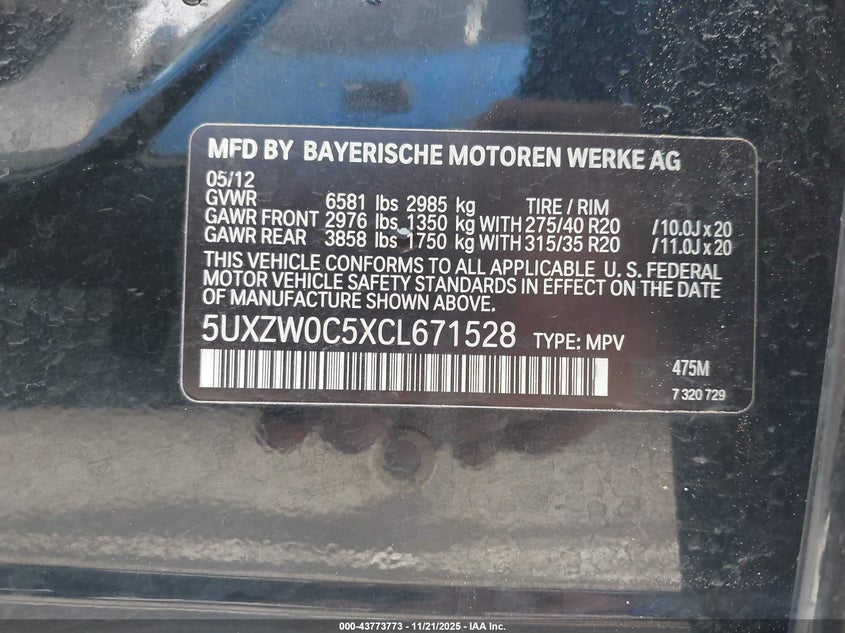 MFD BY BAYERISCHE MOTOREN WERKE AG
05/12
GVWR 6581 lbs 2985 kg TIRE / RIM
GAWR FRONT 2976 lbs 1350 kg WITH 275/40 R20 /10.0J x 20
GAWR REAR 3858 lbs 1750 kg WITH 315/35 R20 /11.0J x 20
THIS VEHICLE CONFORMS TO ALL APPLICABLE U. S. FEDERAL
MOTOR VEHICLE SAFETY STANDARDS IN EFFECT ON THE DATE
OF MANUFACTURE SHOWN ABOVE.
5UXZW0C5XCL671528 TYPE: MPV
475M
7 320 729
000-43773773 - 11/21/2025 - IAA Inc.